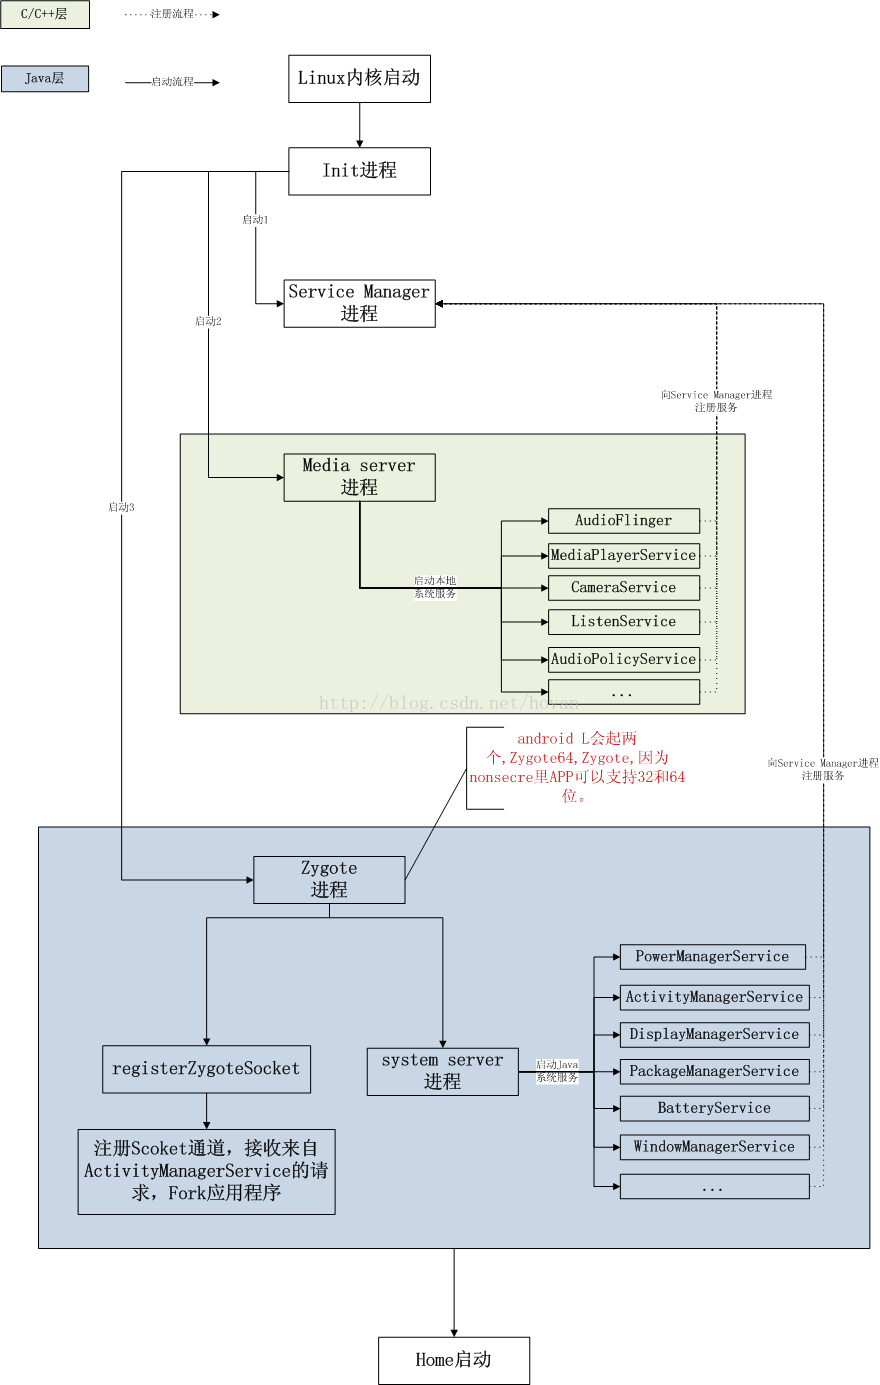 C/C++层
注册流程
Java层
启动流程
Linux内核启动
Init进程
启动1
Service Manager
进程
启动2
向Service Manager进程
注册服务
Media server
进程
启动3
AudioFlinger
MediaPlayerService
启动本地
系统服务
CameraService
ListenService
AudioPolicyService
...
http://blog.csdn.net/hovan
android L会起两
个,Zygote64,Zygote,因为
nonsecre里APP可以支持32和64
位。
向Service Manager进程
注册服务
Zygote
进程
PowerManagerService
ActivityManagerService
DisplayManagerService
registerZygoteSocket
system server
进程
启动Java
系统服务
PackageManagerService
BatteryService
WindowManagerService
...
注册Scoket通道，接收来自
ActivityManagerService的请
求，Fork应用程序
Home启动